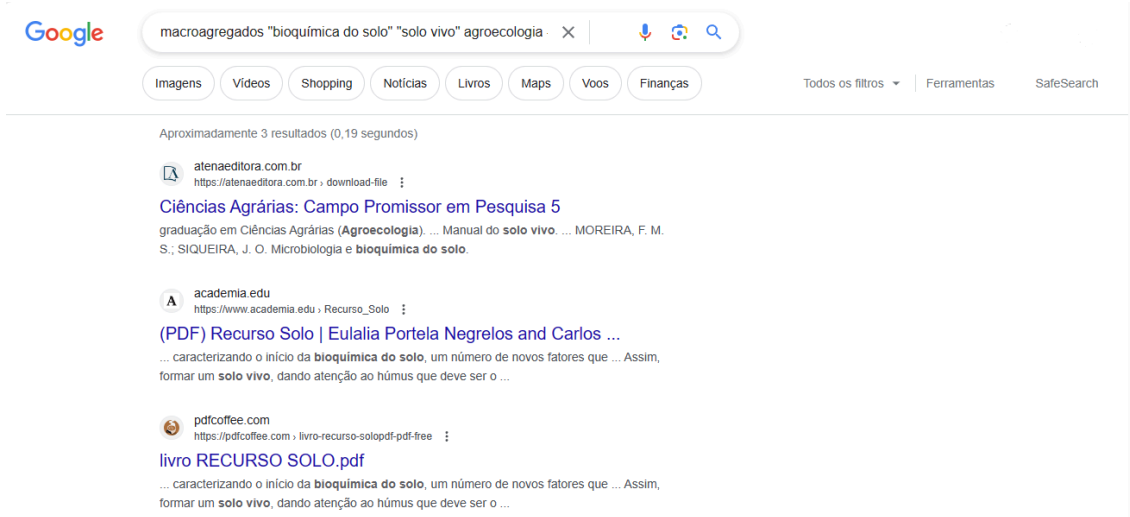 Google
macroagregados "bioquímica do solo" "solo vivo" agroecologia
Imagens Vídeos Shopping Notícias Livros Maps Voos Finanças Todos os filtros Ferramentas SafeSearch
Aproximadamente 3 resultados (0,19 segundos)
atenaeditora.com.br
https://atenaeditora.com.br › download-file
Ciências Agrárias: Campo Promissor em Pesquisa 5
graduação em Ciências Agrárias (Agroecologia). ... Manual do solo vivo. ... MOREIRA, F. M.
S.; SIQUEIRA, J. O. Microbiologia e bioquímica do solo.
academia.edu
https://www.academia.edu › Recurso_Solo
(PDF) Recurso Solo | Eulalia Portela Negrelos and Carlos ...
... caracterizando o início da bioquímica do solo, um número de novos fatores que ... Assim,
formar um solo vivo, dando atenção ao húmus que deve ser o ...
pdfcoffee.com
https://pdfcoffee.com › livro-recurso-solopdf-pdf-free
livro RECURSO SOLO.pdf
... caracterizando o início da bioquímica do solo, um número de novos fatores que ... Assim,
formar um solo vivo, dando atenção ao húmus que deve ser o ...